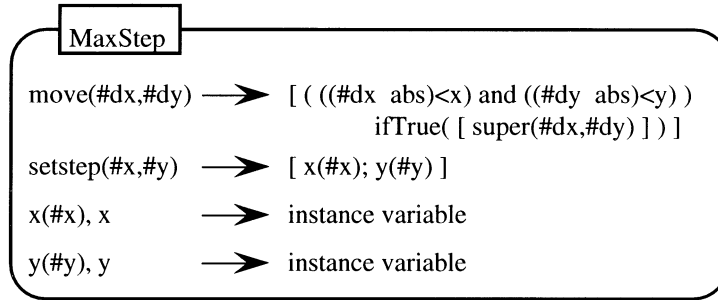 MaxStep
move(#dx,#dy) → [ ( ((#dx abs)<x) and ((#dy abs)<y) )
ifTrue( [ super(#dx,#dy) ] ) ]
setstep(#x,#y) → [ x(#x); y(#y) ]
x(#x), x → instance variable
y(#y), y → instance variable